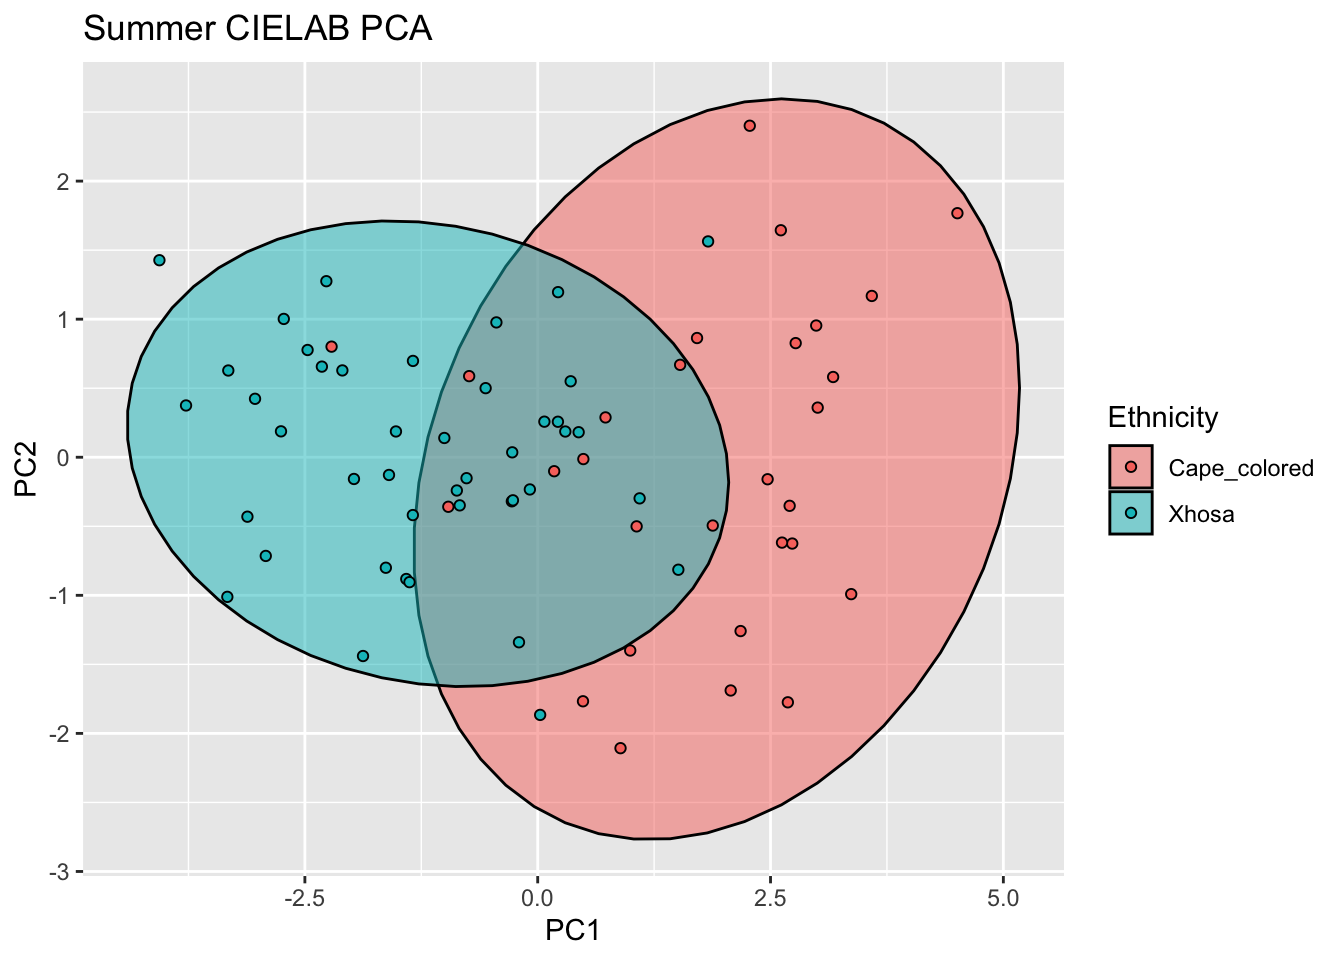 Summer CIELAB PCA
2
1
0
-1
-2
-3
PC2
-2.5
0.0
2.5
5.0
PC1
Ethnicity
Cape_colored
Xhosa